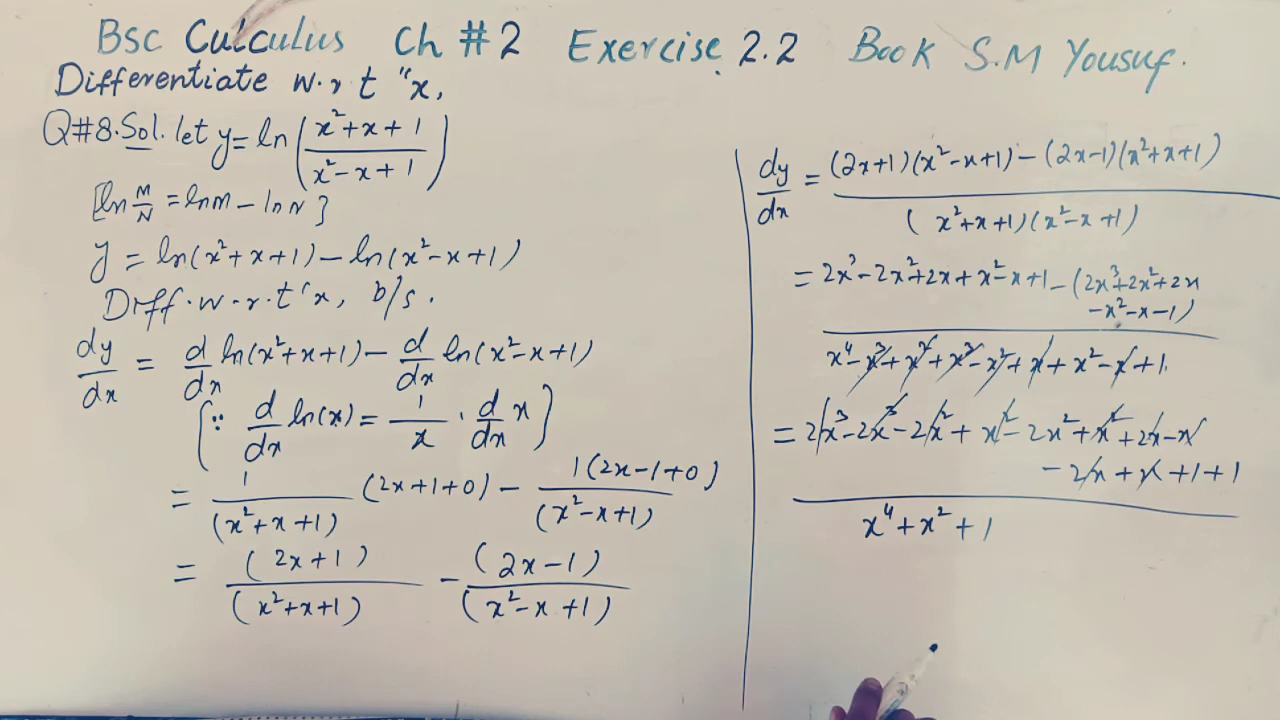 Bsc Calculus Ch # 2 Exercise 2.2 Book S.M Yousuf.
Differentiate w.r t "x,
Q#8.Sol. let y = ln((x²+x+1)/(x²-x+1))
[ln M/N = lnM - lnN]
y = ln(x²+x+1) - ln(x²-x+1)
Diff.w.r.t "x, b/s.
dy/dx = d/dx ln(x²+x+1) - d/dx ln(x²-x+1)
(∵ d/dx ln(x) = 1/x . d/dx x)
= 1/(x²+x+1) (2x+1+0) - 1(2x-1+0)/(x²-x+1)
= (2x+1)/(x²+x+1) - (2x-1)/(x²-x+1)
dy/dx = (2x+1)(x²-x+1) - (2x-1)(x²+x+1)
(x²+x+1)(x²-x+1)
= 2x³-2x²+2x+x²-x+1 - (2x³+2x²+2x
-x²-x-1)
x⁴-x³+x²+x³-x²+x+x²-x+1.
= 2x³-2x³-2x²+x²-2x²+x²+2x-x
-2x+x+1+1
x⁴+x²+1